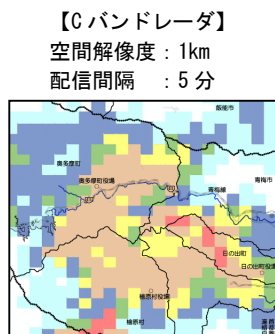 【Cバンドレーダ】
空間解像度：1km
配信間隔　：5分
飯能市
奥多摩町
奥多摩町役場
青梅線
青梅市
日の出町
日の出町役場
檜原村役場
檜原村